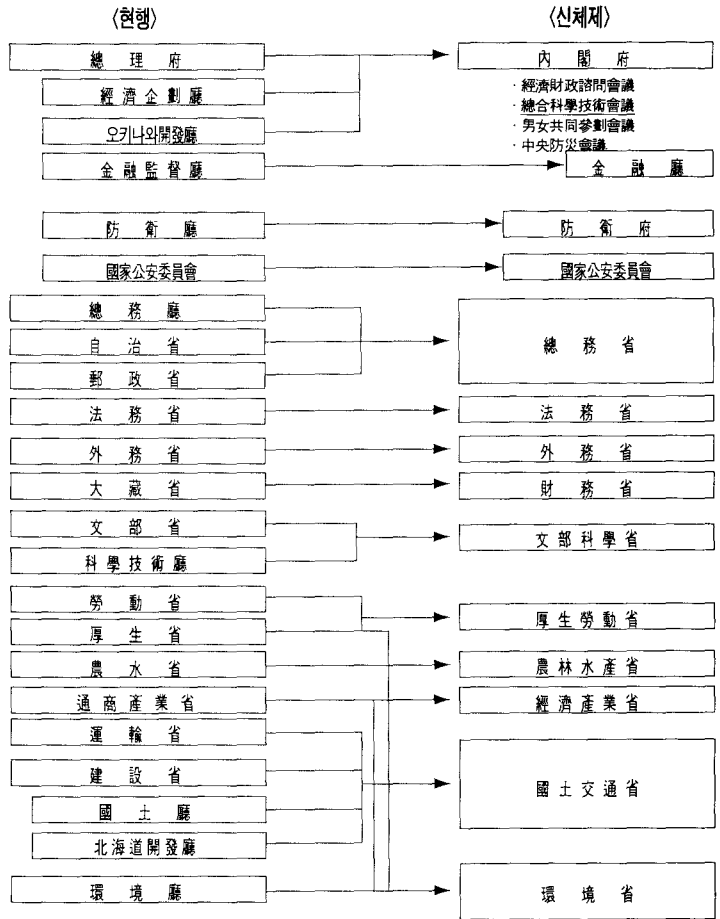 〈현행〉
〈신체제〉
總理府
內閣府
經濟企劃廳
오키나와開發廳
· 經濟財政諮問會議
· 總合科學技術會議
· 男女共同參劃會議
· 中央防災會議
金融監督廳
金融廳
防衛廳
防衛府
國家公安委員會
國家公安委員會
總務廳
自治省
郵政省
總務省
法務省
法務省
外務省
外務省
大藏省
財務省
文部省
科學技術廳
文部科學省
勞動省
厚生省
厚生勞動省
農水省
農林水産省
通商産業省
經濟産業省
運輸省
建設省
國土廳
北海道開發廳
國土交通省
環境廳
環境省